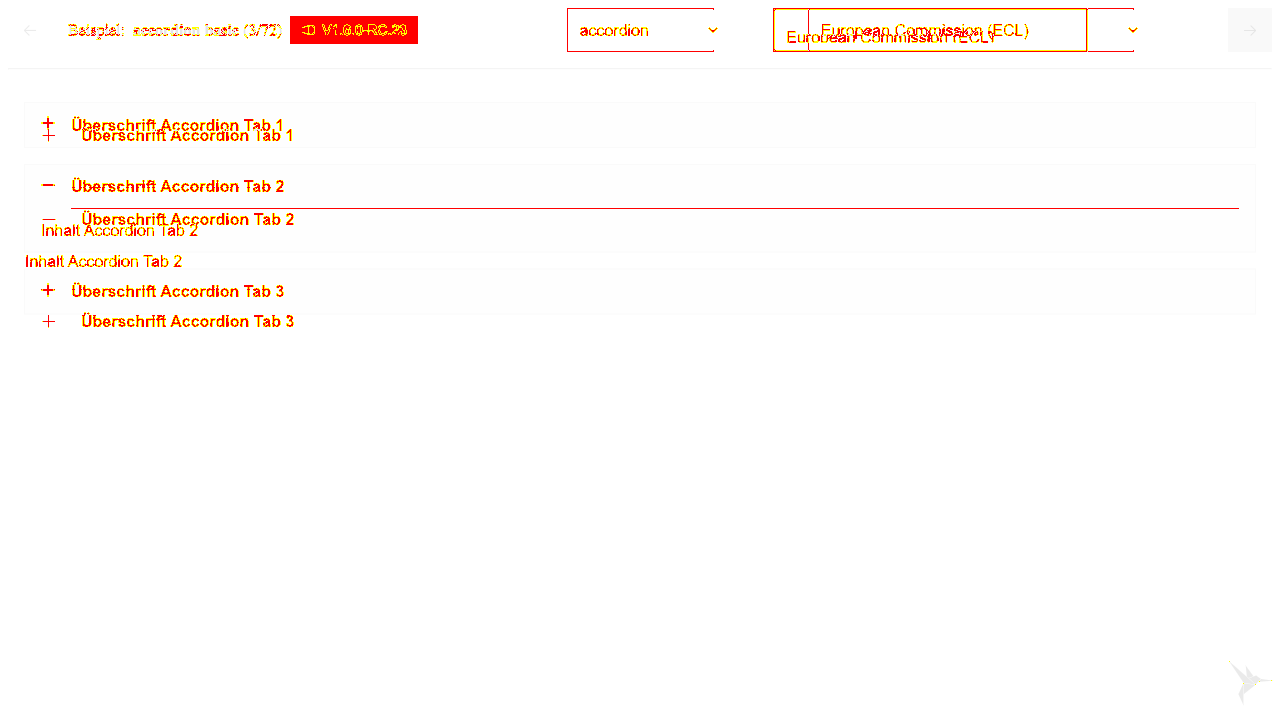 Beispiel: accordion basic (3/72) V1.6.0-RC.23 accordion European Commission (ECL)
European Commission (ECL)
Überschrift Accordion Tab 1
Überschrift Accordion Tab 1
Überschrift Accordion Tab 2
Überschrift Accordion Tab 2
Inhalt Accordion Tab 2
Inhalt Accordion Tab 2
Überschrift Accordion Tab 3
Überschrift Accordion Tab 3